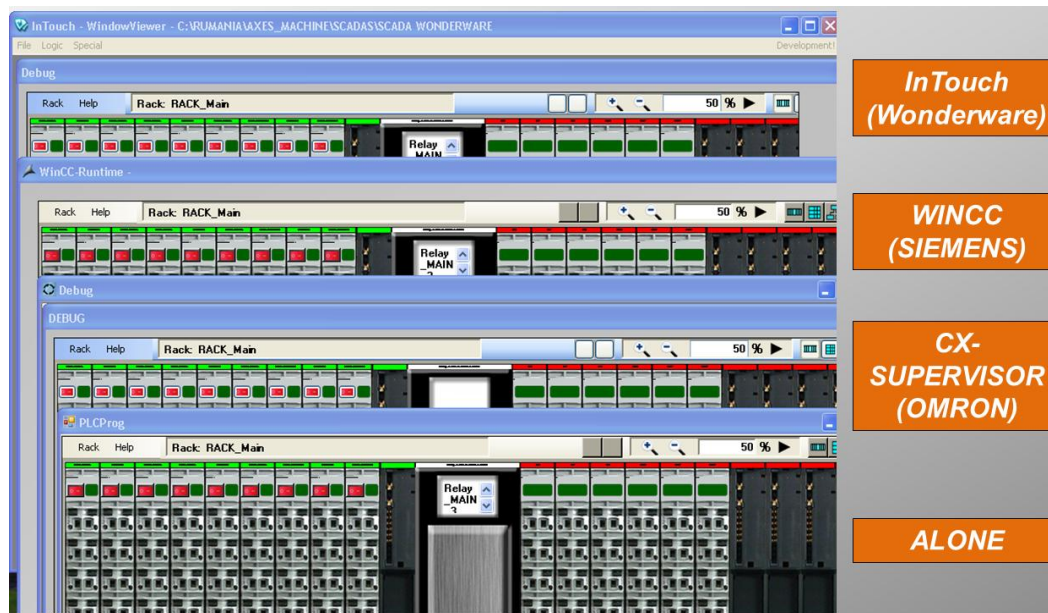 InTouch - WindowViewer - C:\RUMANIA\AXES_MACHINE\SCADAS\SCADA WONDERWARE
File Logic Special Development!
Debug
Rack Help Rack: RACK_Main 50 %
Relay
MAIN
WinCC-Runtime -
Rack Help Rack: RACK_Main 50 %
Relay
_MAIN
Debug
DEBUG
Rack Help Rack: RACK_Main 50 %
PLCProg
Rack Help Rack: RACK_Main 50 %
Relay
_MAIN
_3
InTouch
(Wonderware)
WINCC
(SIEMENS)
CX-
SUPERVISOR
(OMRON)
ALONE